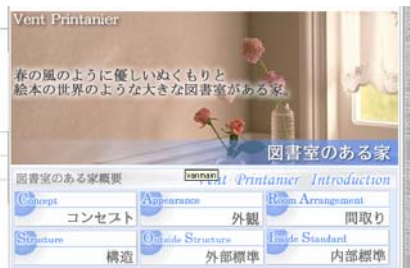 Vent Printanier
春の風のように優しいぬくもりと
絵本の世界のような大きな図書室がある家。
図書室のある家
図書室のある家概要
vanmain
Vent Printanier Introduction
Concept
コンセプト
Appearance
外観
Room Arrangement
間取り
Structure
構造
Outside Structure
外部標準
Inside Standard
内部標準